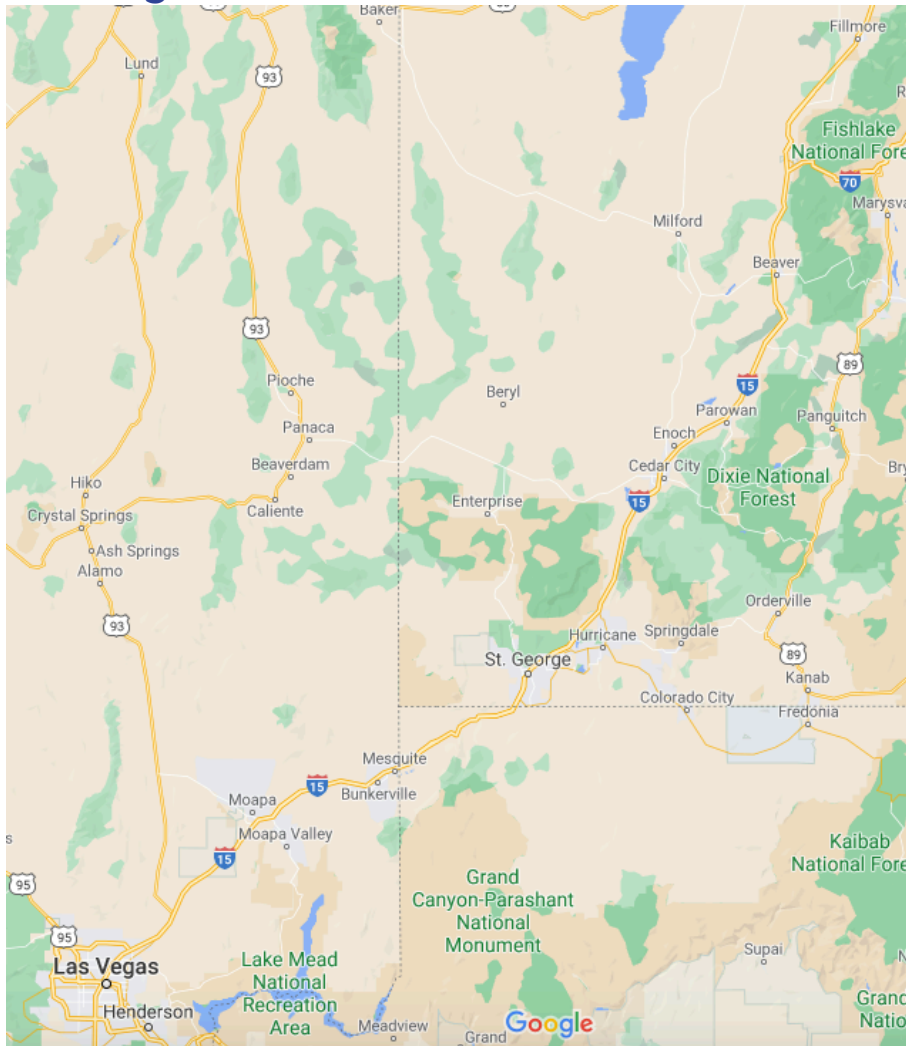 Baker
Fillmore
Lund
93
Fishlake
National Fore
70
Marysva
Milford
Beaver
93
89
Pioche
15
Beryl
Parowan
Panguitch
Panaca
Enoch
Beaverdam
Cedar City
Bry
Dixie National
Forest
Hiko
Caliente
Enterprise
15
Crystal Springs
Ash Springs
Alamo
93
Orderville
Hurricane
Springdale
St. George
89
Kanab
Colorado City
Fredonia
Mesquite
15
Bunkerville
Moapa
Moapa Valley
s
15
Kaibab
National Fore
95
Grand
Canyon-Parashant
National
Monument
95
Supai
Las Vegas
Lake Mead
National
Recreation
Area
Henderson
Meadview
Grand
Google
Grand
Natio